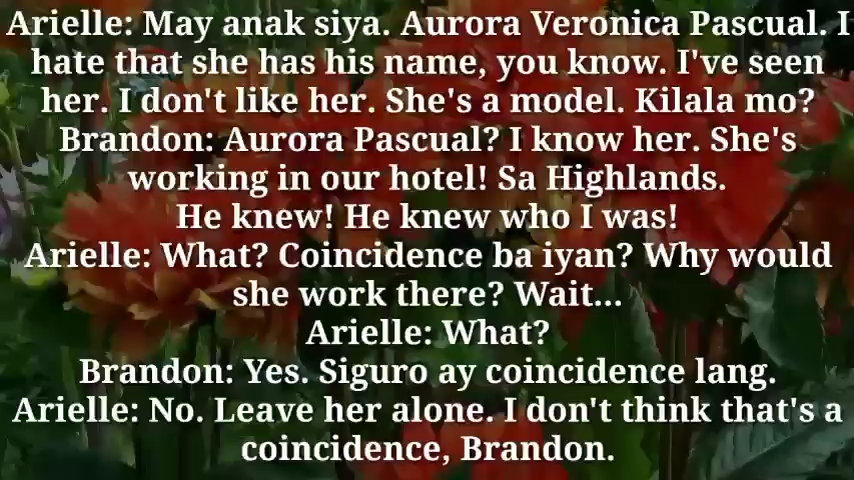 Arielle: May anak siya. Aurora Veronica Pascual. I
hate that she has his name, you know. I've seen
her. I don't like her. She's a model. Kilala mo?
Brandon: Aurora Pascual? I know her. She's
working in our hotel! Sa Highlands.
He knew! He knew who I was!
Arielle: What? Coincidence ba iyan? Why would
she work there? Wait...
Arielle: What?
Brandon: Yes. Siguro ay coincidence lang.
Arielle: No. Leave her alone. I don't think that's a
coincidence, Brandon.